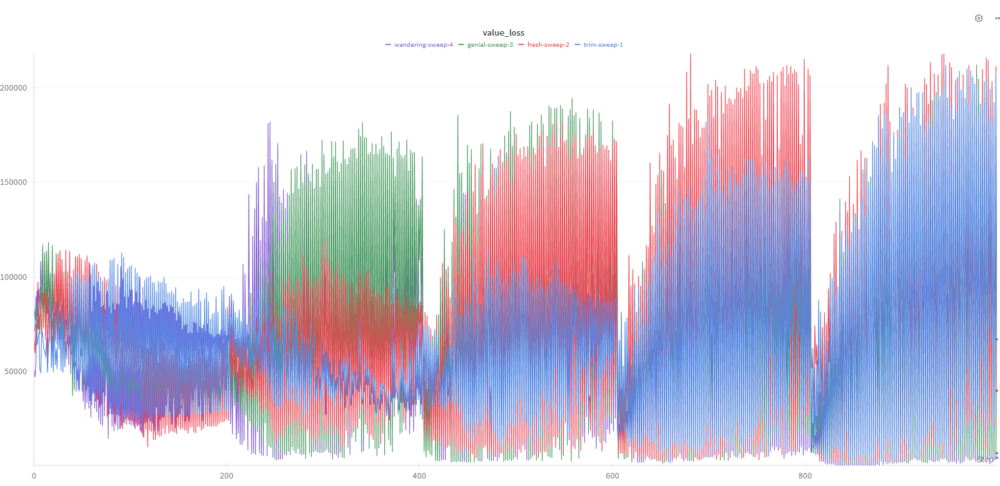 value_loss
wandering-sweep-4 genial-sweep-3 fresh-sweep-2 trim-sweep-1
200000
150000
100000
50000
Step
0 200 400 600 800